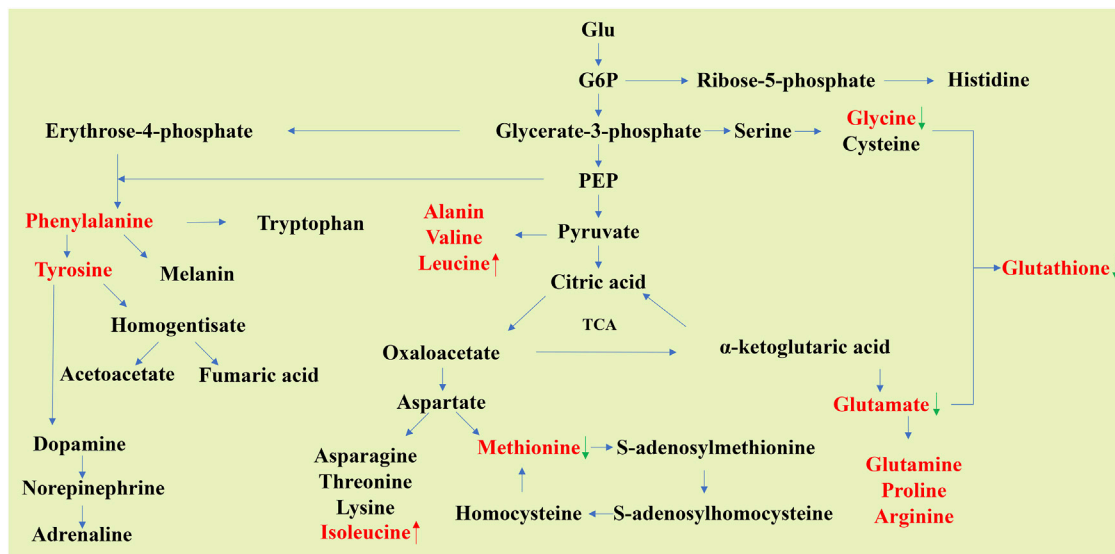 Glu
G6P
Ribose-5-phosphate
Histidine
Erythrose-4-phosphate
Glycerate-3-phosphate
Serine
Glycine
Cysteine
PEP
Phenylalanine
Tryptophan
Alanin
Valine
Leucine
Pyruvate
Tyrosine
Melanin
Citric acid
Glutathione
Homogentisate
TCA
Oxaloacetate
α-ketoglutaric acid
Acetoacetate
Fumaric acid
Aspartate
Glutamate
Dopamine
Methionine
S-adenosylmethionine
Asparagine
Threonine
Lysine
Isoleucine
Glutamine
Proline
Arginine
Norepinephrine
Homocysteine
S-adenosylhomocysteine
Adrenaline